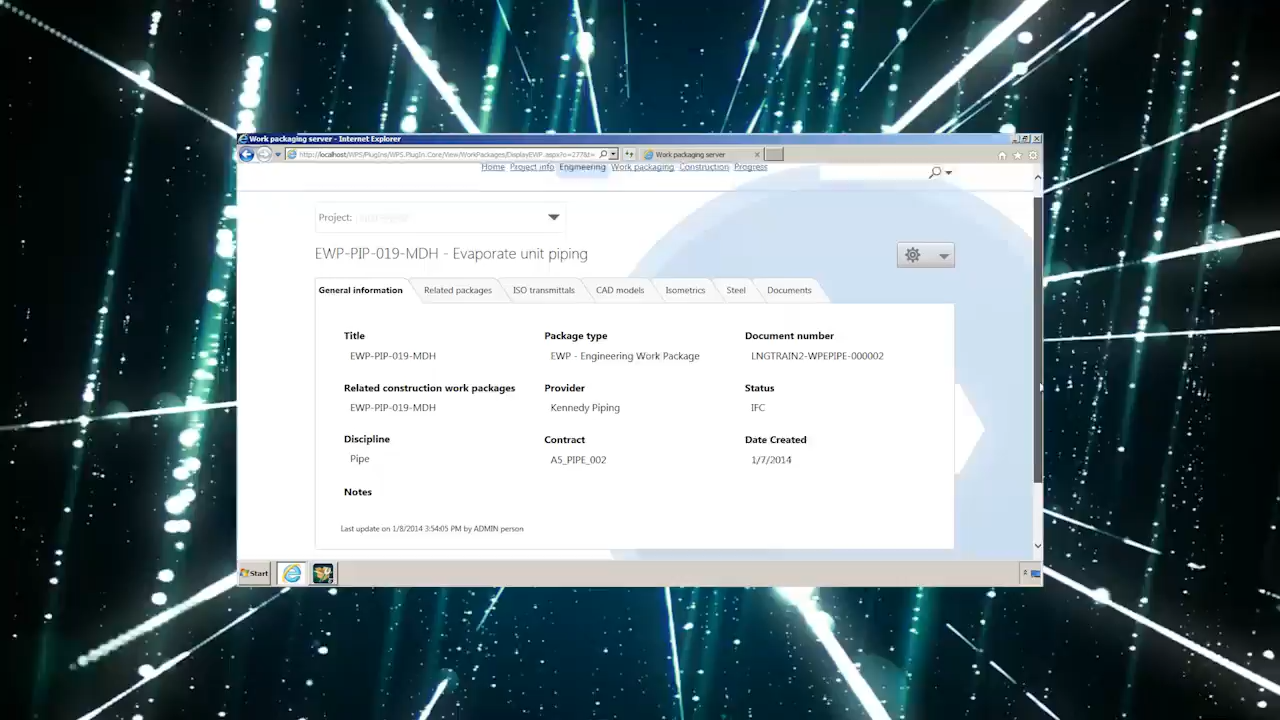 Work packaging server - Internet Explorer
Work packaging server
Home Project info Engineering Work packaging Construction Progress
Project:
EWP-PIP-019-MDH - Evaporate unit piping
General information Related packages ISO transmittals CAD models Isometrics Steel Documents
Title Package type Document number
EWP-PIP-019-MDH EWP - Engineering Work Package LNGTRAIN2-WPEPIPE-000002
Related construction work packages Provider Status
EWP-PIP-019-MDH Kennedy Piping IFC
Discipline Contract Date Created
Pipe A5_PIPE_002 1/7/2014
Notes
Last update on 1/8/2014 3:54:05 PM by ADMIN person
Start